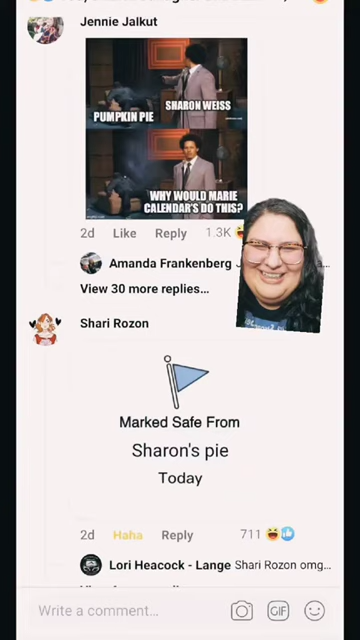 Jennie Jalkut
SHARON WEISS
PUMPKIN PIE
WHY WOULD MARIE
CALENDAR'S DO THIS?
2d Like Reply 1.3K
Amanda Frankenberg
View 30 more replies...
Shari Rozon
Marked Safe From
Sharon's pie
Today
2d Haha Reply 711
Lori Heacock - Lange Shari Rozon omg...
Write a comment...
GIF